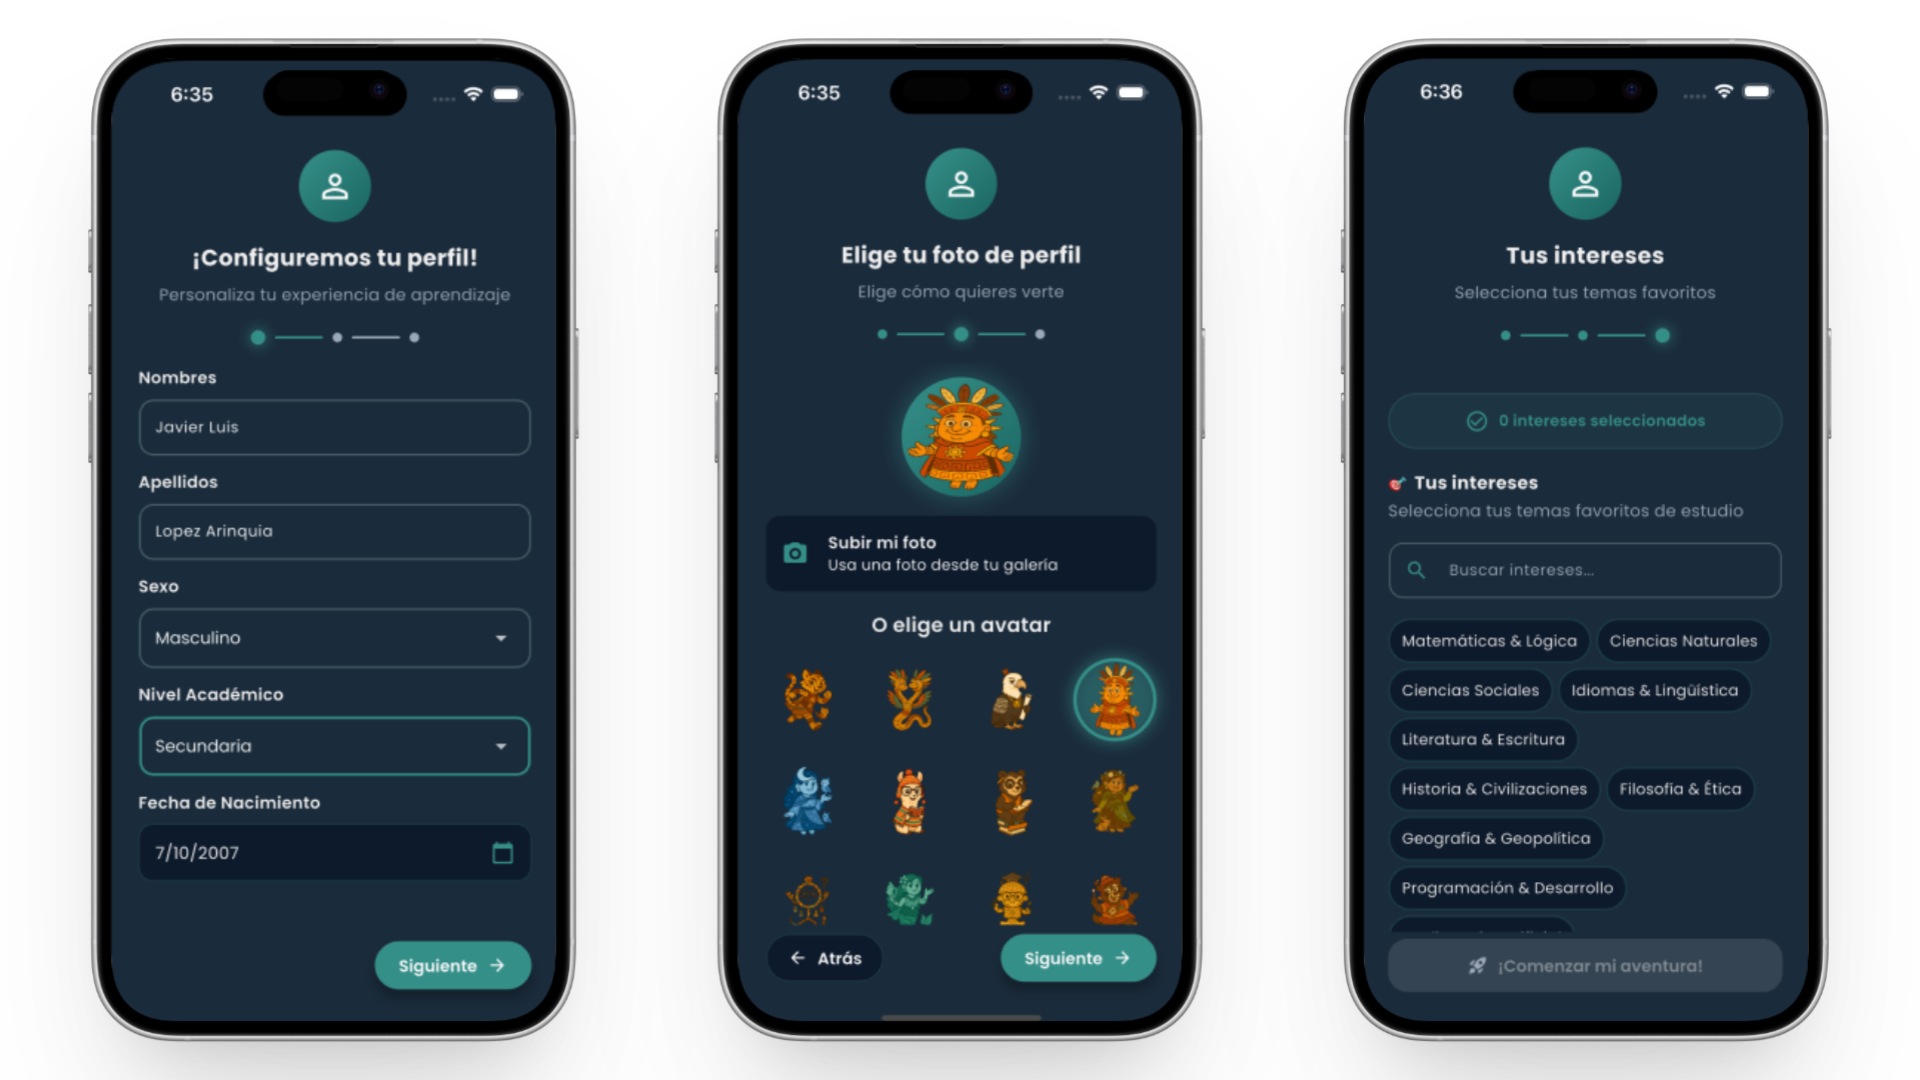 6:35
¡Configuremos tu perfil!
Personaliza tu experiencia de aprendizaje
Nombres
Javier Luis
Apellidos
Lopez Arinquia
Sexo
Masculino
Nivel Académico
Secundaria
Fecha de Nacimiento
7/10/2007
Siguiente
6:35
Elige tu foto de perfil
Elige cómo quieres verte
Subir mi foto
Usa una foto desde tu galería
O elige un avatar
Atrás
Siguiente
6:36
Tus intereses
Selecciona tus temas favoritos
0 intereses seleccionados
Tus intereses
Selecciona tus temas favoritos de estudio
Buscar intereses...
Matemáticas & Lógica
Ciencias Naturales
Ciencias Sociales
Idiomas & Lingüística
Literatura & Escritura
Historia & Civilizaciones
Filosofía & Ética
Geografía & Geopolítica
Programación & Desarrollo
¡Comenzar mi aventura!